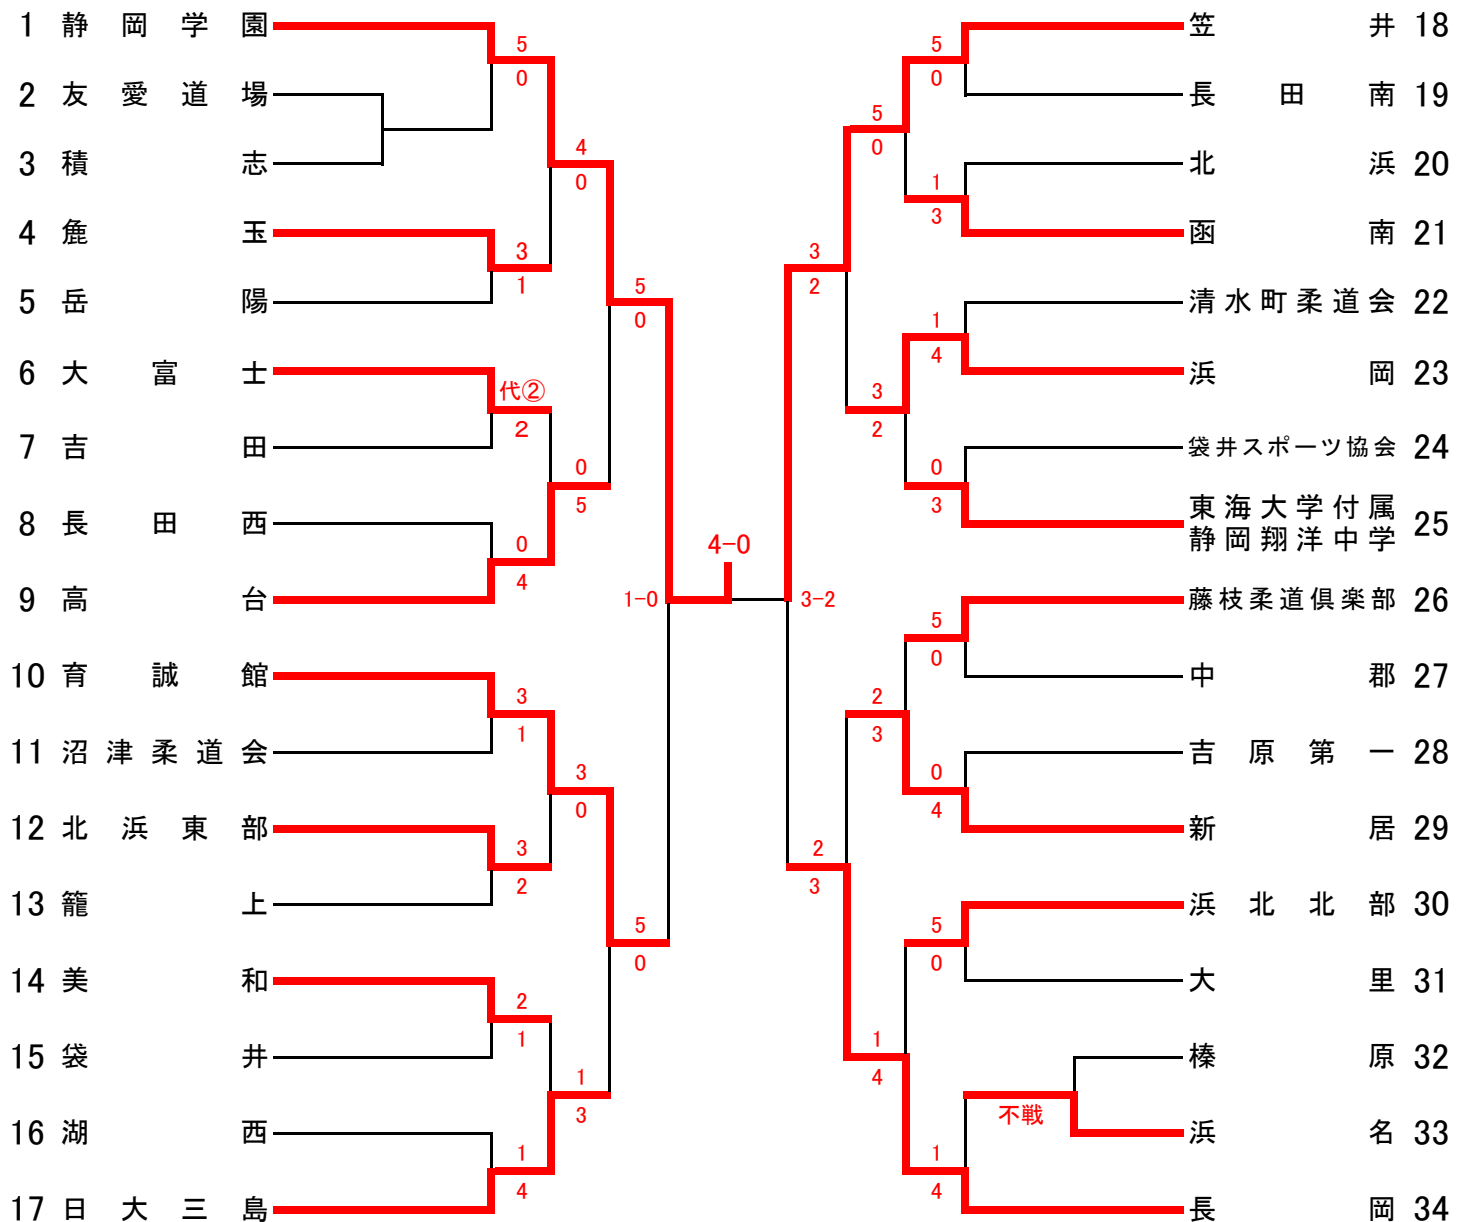 1 静岡学園
2 友愛道場
3 積志
4 麁玉
5 岳陽
6 大富士
7 吉田
8 長田西
9 高台
10 育誠館
11 沼津柔道会
12 北浜東部
13 籠上
14 美和
15 袋井
16 湖西
17 日大三島
5
0
3
1
代②
2
0
4
3
1
3
2
2
1
1
4
4
0
0
5
3
0
1
3
5
0
5
0
1-0
4-0
3-2
3
2
2
3
5
0
3
2
2
3
1
4
5
0
1
3
1
4
0
3
5
0
0
4
5
0
1
4
不戦
笠井 18
長田南 19
北浜 20
函南 21
清水町柔道会 22
浜岡 23
袋井スポーツ協会 24
東海大学付属
静岡翔洋中学 25
藤枝柔道倶楽部 26
中郡 27
吉原第一 28
新居 29
浜北北部 30
大里 31
榛原 32
浜名 33
長岡 34